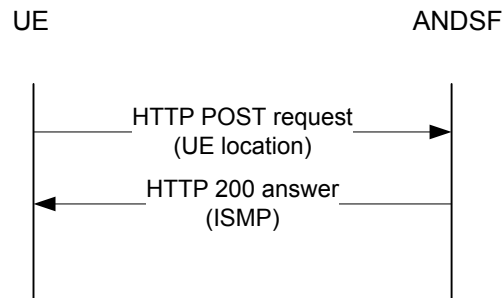 UE
ANDSF
HTTP POST request
(UE location)
HTTP 200 answer
(ISMP)